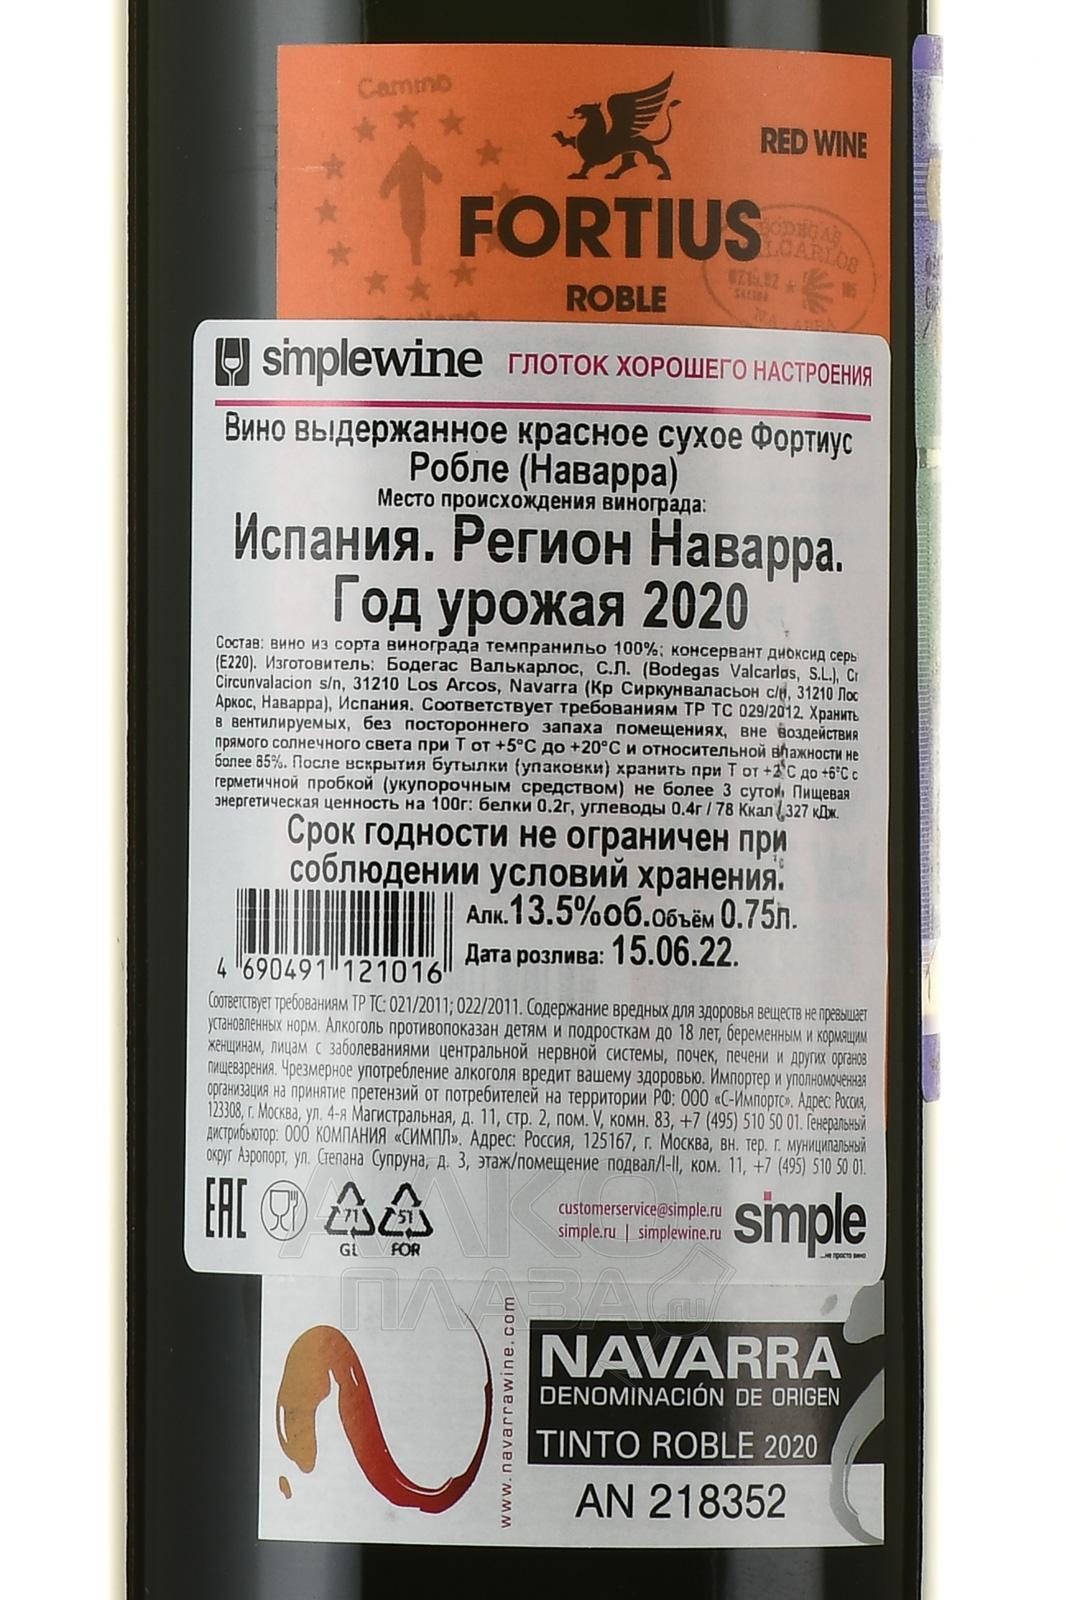 Camino
RED WINE
FORTIUS
ROBLE
BODEGAS
simplewine ГЛОТОК ХОРОШЕГО НАСТРОЕНИЯ
Вино выдержанное красное сухое Фортиус
Робле (Наварра)
Место происхождения винограда:
Испания. Регион Наварра.
Год урожая 2020
Состав: вино из сорта винограда темпранильо 100%; консервант диоксид серы
(Е220). Изготовитель: Бодегас Валькарлос, С.Л. (Bodegas Valcarlos, S.L.), Cr
Circunvalacion s/n, 31210 Los Arcos, Navarra (Кр Сиркунваласьон с/н, 31210 Лос
Аркос, Наварра), Испания. Соответствует требованиям ТР ТС 029/2012. Хранить
в вентилируемых, без постороннего запаха помещениях, вне воздействия
прямого солнечного света при Т от +5°С до +20°С и относительной влажности не
более 85%. После вскрытия бутылки (упаковки) хранить при Т от +2°С до +6°С с
герметичной пробкой (укупорочным средством) не более 3 суток. Пищевая
энергетическая ценность на 100г: белки 0.2г, углеводы 0.4г / 78 Ккал / 327 кДж.
Срок годности не ограничен при
соблюдении условий хранения.
Алк.13.5%об.Объём 0.75л.
Дата розлива: 15.06.22.
4 690491 121016
Соответствует требованиям ТР ТС: 021/2011; 022/2011. Содержание вредных для здоровья веществ не превышает
установленных норм. Алкоголь противопоказан детям и подросткам до 18 лет, беременным и кормящим
женщинам, лицам с заболеваниями центральной нервной системы, почек, печени и других органов
пищеварения. Чрезмерное употребление алкоголя вредит вашему здоровью. Импортер и уполномоченная
организация на принятие претензий от потребителей на территории РФ: ООО «С-Импортс». Адрес: Россия,
123308, г. Москва, ул. 4-я Магистральная, д. 11, стр. 2, пом. V, комн. 83, +7 (495) 510 50 01. Генеральный
дистрибьютор: ООО КОМПАНИЯ «СИМПЛ». Адрес: Россия, 125167, г. Москва, вн. тер. г. муниципальный
округ Аэропорт, ул. Степана Супруна, д. 3, этаж/помещение подвал/I-II, ком. 11, +7 (495) 510 50 01.
EAC
71
GL
51
FOR
customerservice@simple.ru
simple.ru | simplewine.ru
simple
...не просто вино
АЛКО
ПЛАЗА.ru
www.navarrawine.com
NAVARRA
DENOMINACIÓN DE ORIGEN
TINTO ROBLE 2020
AN 218352